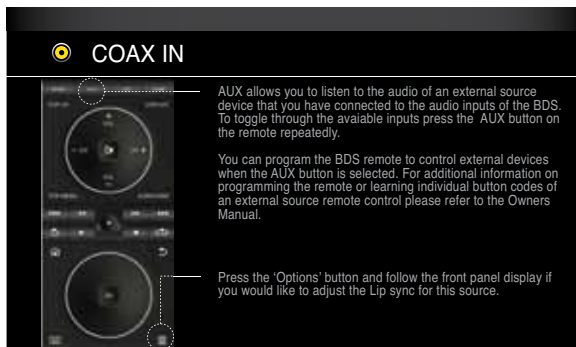 COAX IN
AUX allows you to listen to the audio of an external source
device that you have connected to the audio inputs of the BDS.
To toggle through the avaiable inputs press the  AUX button on
the remote repeatedly.
You can program the BDS remote to control external devices
when the AUX button is selected. For additional information on
programming the remote or learning individual button codes of
an external source remote control please refer to the Owners
Manual.
Press the ‘Options’ button and follow the front panel display if
you would like to adjust the Lip sync for this source.